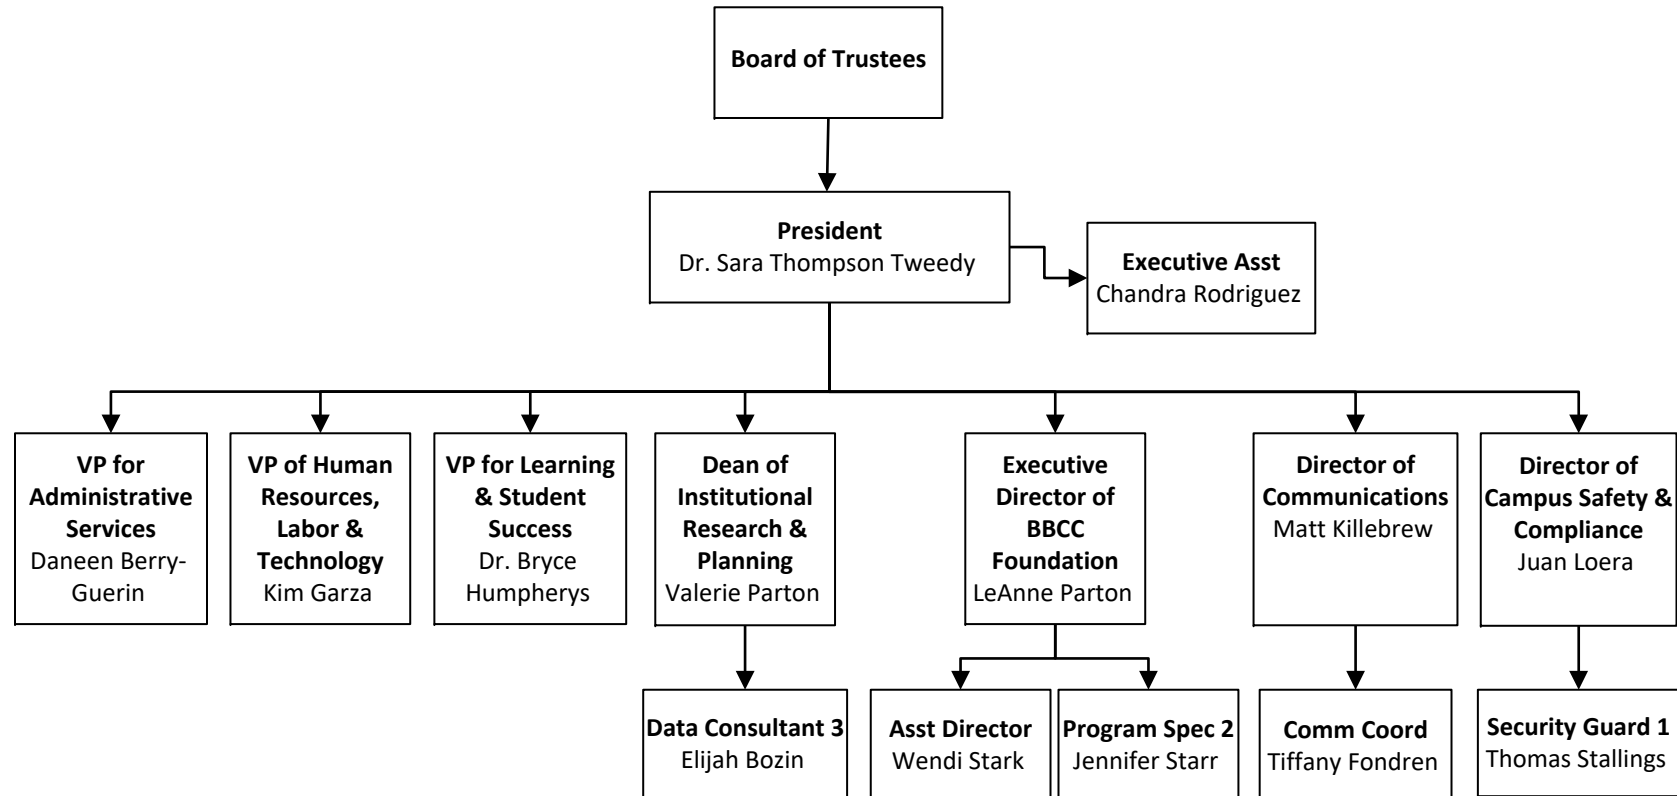 Board of Trustees
President
Dr. Sara Thompson Tweedy
Executive Asst
Chandra Rodriguez
VP for
Administrative
Services
Daneen Berry-
Guerin
VP of Human
Resources,
Labor &
Technology
Kim Garza
VP for Learning
& Student
Success
Dr. Bryce
Humpherys
Dean of
Institutional
Research &
Planning
Valerie Parton
Executive
Director of
BBCC
Foundation
LeAnne Parton
Director of
Communications
Matt Killebrew
Director of
Campus Safety &
Compliance
Juan Loera
Data Consultant 3
Elijah Bozin
Asst Director
Wendi Stark
Program Spec 2
Jennifer Starr
Comm Coord
Tiffany Fondren
Security Guard 1
Thomas Stallings